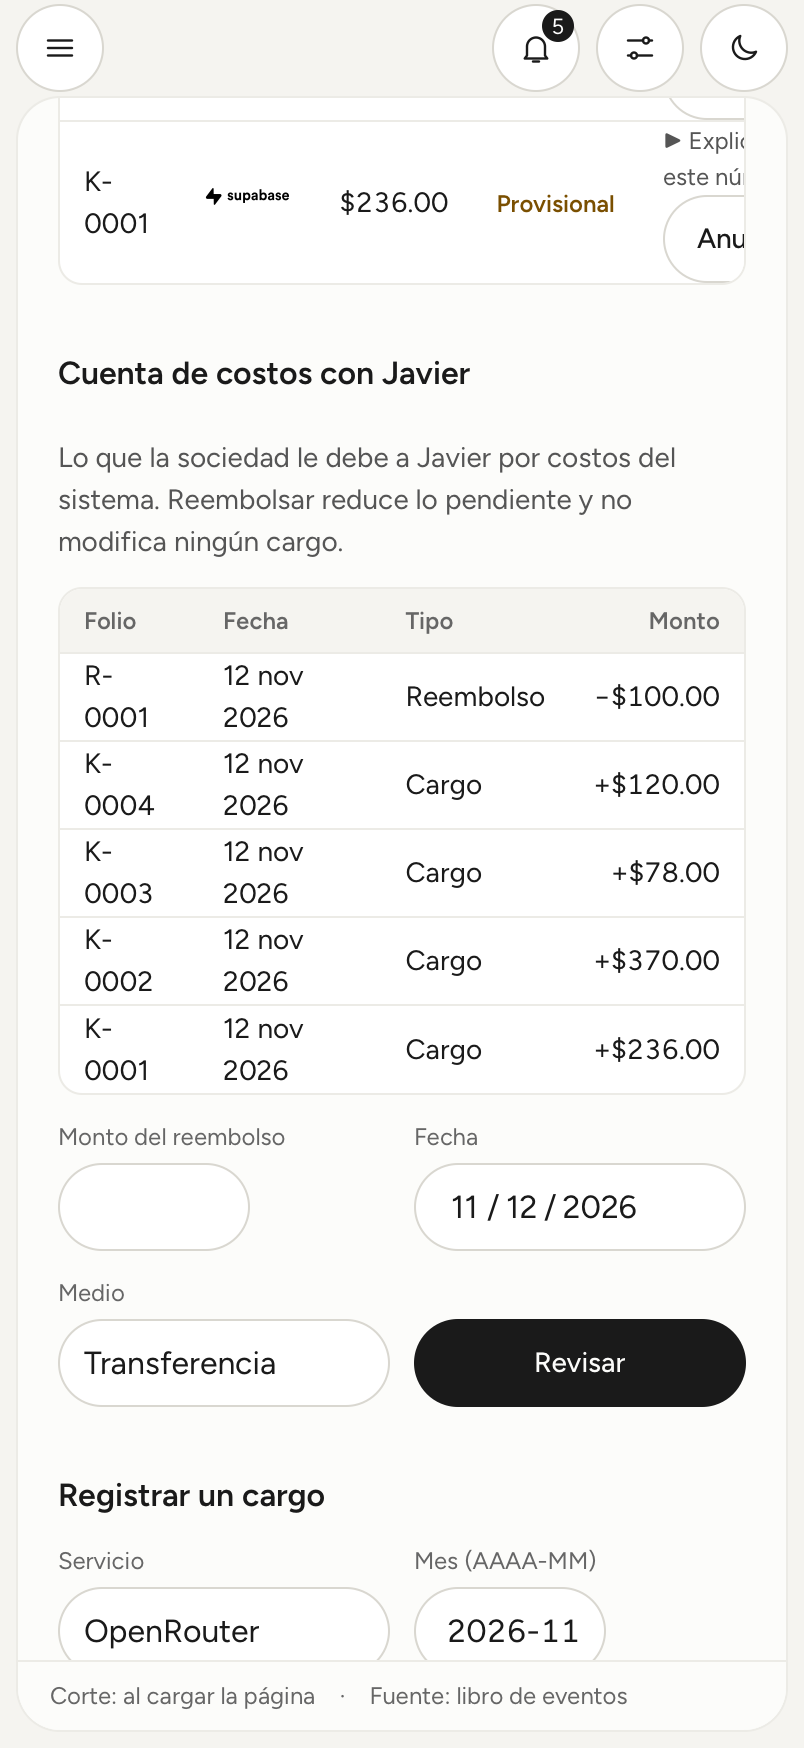 5
▶ Explic
este nú
K-
0001
supabase
$236.00
Provisional
Anu
Cuenta de costos con Javier
Lo que la sociedad le debe a Javier por costos del
sistema. Reembolsar reduce lo pendiente y no
modifica ningún cargo.
Folio Fecha Tipo Monto
R-
0001
12 nov
2026
Reembolso
−$100.00
K-
0004
12 nov
2026
Cargo
+$120.00
K-
0003
12 nov
2026
Cargo
+$78.00
K-
0002
12 nov
2026
Cargo
+$370.00
K-
0001
12 nov
2026
Cargo
+$236.00
Monto del reembolso
Fecha
11 / 12 / 2026
Medio
Transferencia
Revisar
Registrar un cargo
Servicio
Mes (AAAA-MM)
OpenRouter
2026-11
Corte: al cargar la página · Fuente: libro de eventos